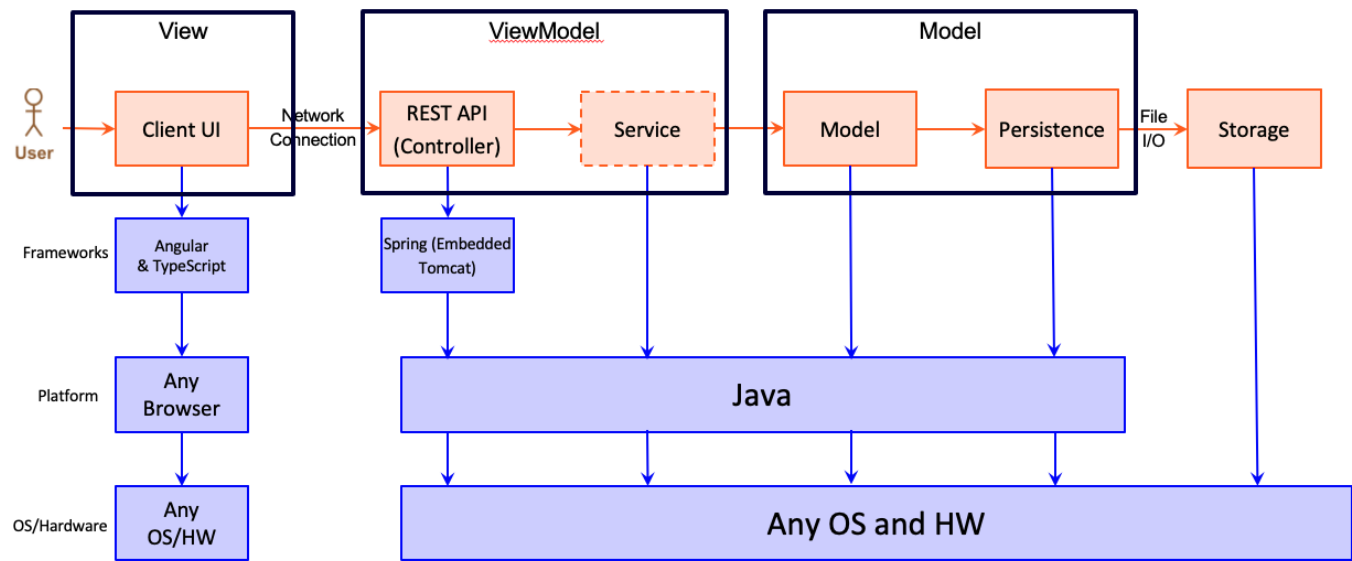 View
ViewModel
Model
User
Client UI
Network
Connection
REST API
(Controller)
Service
Model
Persistence
File
I/O
Storage
Frameworks
Angular
& TypeScript
Spring (Embedded
Tomcat)
Platform
Any
Browser
Java
OS/Hardware
Any
OS/HW
Any OS and HW